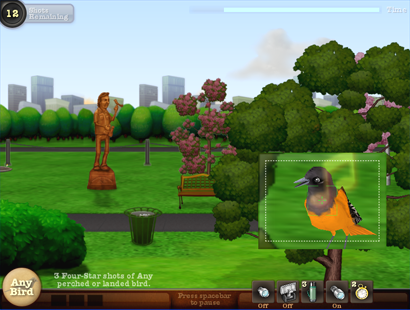 12
Shots
Remaining
Time
Any
Bird
3 Four-Star shots of Any
perched or landed bird.
Press spacebar
to pause
3
2
Off
Off
On